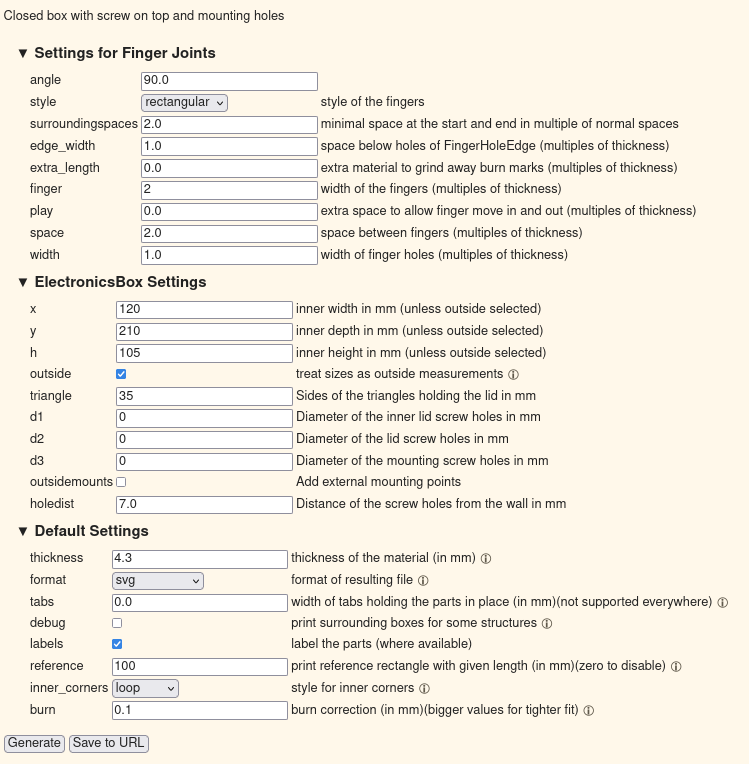 Closed box with screw on top and mounting holes
▼ Settings for Finger Joints
angle 90.0
style rectangular style of the fingers
surroundingspaces 2.0 minimal space at the start and end in multiple of normal spaces
edge_width 1.0 space below holes of FingerHoleEdge (multiples of thickness)
extra_length 0.0 extra material to grind away burn marks (multiples of thickness)
finger 2 width of the fingers (multiples of thickness)
play 0.0 extra space to allow finger move in and out (multiples of thickness)
space 2.0 space between fingers (multiples of thickness)
width 1.0 width of finger holes (multiples of thickness)
▼ ElectronicsBox Settings
x 120 inner width in mm (unless outside selected)
y 210 inner depth in mm (unless outside selected)
h 105 inner height in mm (unless outside selected)
outside treat sizes as outside measurements ⓘ
triangle 35 Sides of the triangles holding the lid in mm
d1 0 Diameter of the inner lid screw holes in mm
d2 0 Diameter of the lid screw holes in mm
d3 0 Diameter of the mounting screw holes in mm
outsidemounts Add external mounting points
holedist 7.0 Distance of the screw holes from the wall in mm
▼ Default Settings
thickness 4.3 thickness of the material (in mm) ⓘ
format svg format of resulting file ⓘ
tabs 0.0 width of tabs holding the parts in place (in mm)(not supported everywhere) ⓘ
debug print surrounding boxes for some structures ⓘ
labels label the parts (where available)
reference 100 print reference rectangle with given length (in mm)(zero to disable) ⓘ
inner_corners loop style for inner corners ⓘ
burn 0.1 burn correction (in mm)(bigger values for tighter fit) ⓘ
Generate Save to URL